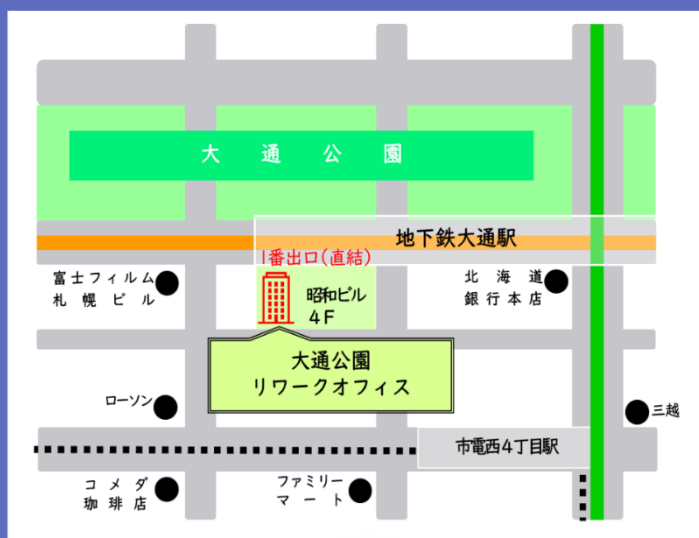 大通公園
地下鉄大通駅
1番出口(直結)
富士フィルム
札幌ビル
昭和ビル
4F
北海道
銀行本店
大通公園
リワークオフィス
ローソン
三越
市電西4丁目駅
コメダ
珈琲店
ファミリー
マート